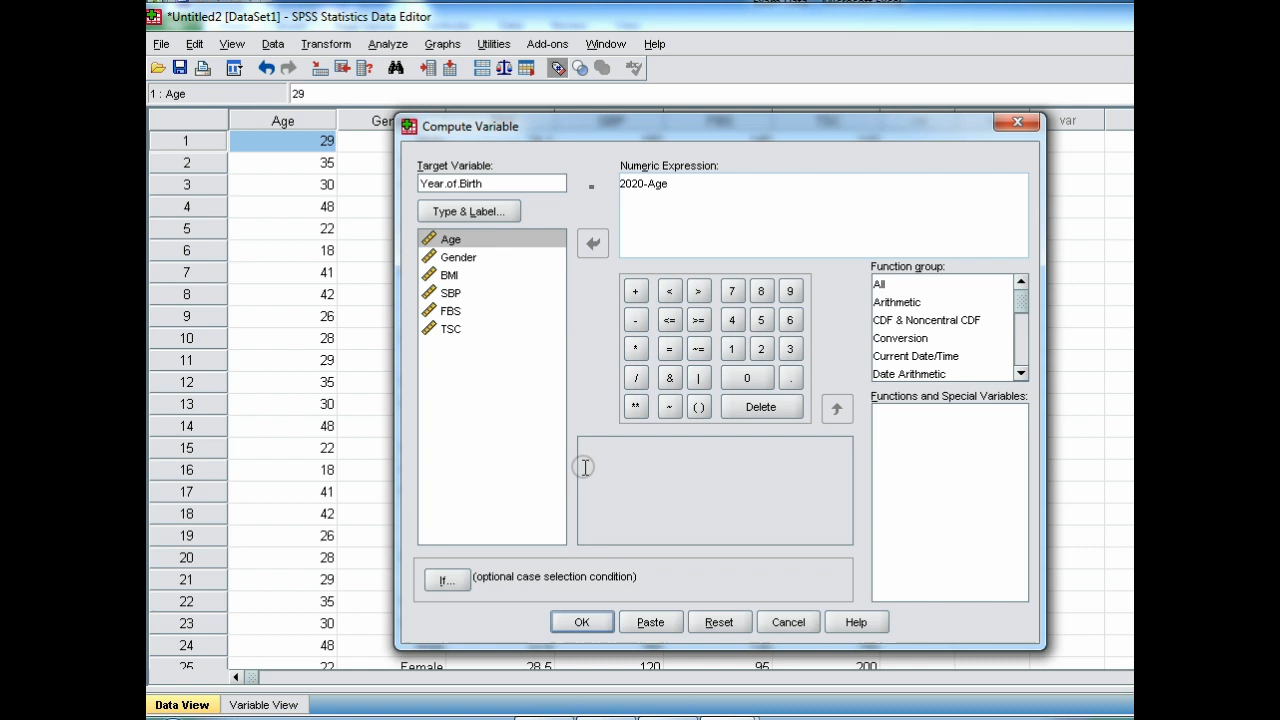 *Untitled2 [DataSet1] - SPSS Statistics Data Editor
File Edit View Data Transform Analyze Graphs Utilities Add-ons Window Help
1 : Age 29
Age Gen var
1 29
2 35
3 30
4 48
5 22
6 18
7 41
8 42
9 26
10 28
11 29
12 35
13 30
14 48
15 22
16 18
17 41
18 42
19 26
20 28
21 29
22 35
23 30
24 48
25 22 Female 28.5 120 95 200
Compute Variable
Target Variable:
Year.of.Birth
=
Type & Label...
Age
Gender
BMI
SBP
FBS
TSC
Numeric Expression:
2020-Age
+ < > 7 8 9
- <= >= 4 5 6
* = ~= 1 2 3
/ & | 0 .
** ~ ( ) Delete
Function group:
All
Arithmetic
CDF & Noncentral CDF
Conversion
Current Date/Time
Date Arithmetic
Functions and Special Variables:
If... (optional case selection condition)
OK Paste Reset Cancel Help
Data View Variable View